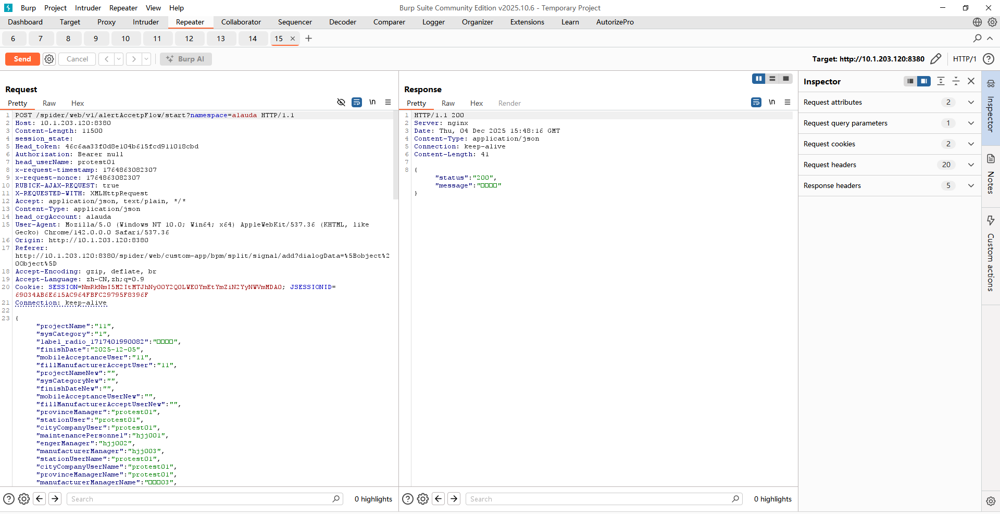 Burp Project Intruder Repeater View Help
Burp Suite Community Edition v2025.10.6 - Temporary Project
Dashboard Target Proxy Intruder Repeater Collaborator Sequencer Decoder Comparer Logger Organizer Extensions Learn AutorizePro
6 7 8 9 10 11 12 13 14 15 × +
Send Cancel Burp AI
Target: http://10.1.203.120:8380 HTTP/1
Request
Pretty Raw Hex
\n
1 POST /spider/web/v1/alertAccetpFlow/start?namespace=alauda HTTP/1.1
2 Host: 10.1.203.120:8380
3 Content-Length: 11500
4 session_state:
5 Head_token: 46c6aa33f0d8e104b615fcd911018cbd
6 Authorization: Bearer null
7 head_userName: protest01
8 x-request-timestamp: 1764863082307
9 x-request-nonce: 1764863082307
10 RUBICK-AJAX-REQUEST: true
11 X-REQUESTED-WITH: XMLHttpRequest
12 Accept: application/json, text/plain, */*
13 Content-Type: application/json
14 head_orgAccount: alauda
15 User-Agent: Mozilla/5.0 (Windows NT 10.0; Win64; x64) AppleWebKit/537.36 (KHTML, like
Gecko) Chrome/142.0.0.0 Safari/537.36
16 Origin: http://10.1.203.120:8380
17 Referer:
http://10.1.203.120:8380/spider/web/custom-app/bpm/split/signal/add?dialogData=%5Bobject%2
0Object%5D
18 Accept-Encoding: gzip, deflate, br
19 Accept-Language: zh-CN,zh;q=0.9
20 Cookie: SESSION=NmRkNmI5M2ItMTJhNy00Y2Q0LWE0YmEtYmZiN2YyNWVmMDA0; JSESSIONID=
69034AB6E615AC964FBFC29795F8396F
21 Connection: keep-alive
22
23 {
"projectName":"11",
"sysCategory":"1",
"label_radio_1717401990082":"□□□□",
"finishDate":"2025-12-05",
"mobileAcceptanceUser":"11",
"fillManufacturerAcceptUser":"11",
"projectNameNew":"",
"sysCategoryNew":"",
"finishDateNew":"",
"mobileAcceptanceUserNew":"",
"fillManufacturerAcceptUserNew":"",
"provinceManager":"protest01",
"stationUser":"protest01",
"cityCompanyUser":"protest01",
"maintenancePersonnel":"hjj001",
"engerManager":"hjj002",
"manufacturerManager":"hjj003",
"stationUserName":"protest01",
"cityCompanyUserName":"protest01",
"provinceManagerName":"protest01",
"manufacturerManagerName":"□□□03",
Search
0 highlights
Response
Pretty Raw Hex Render
\n
1 HTTP/1.1 200
2 Server: nginx
3 Date: Thu, 04 Dec 2025 15:48:16 GMT
4 Content-Type: application/json
5 Connection: keep-alive
6 Content-Length: 41
7
8 {
"status":"200",
"message":"□□□□"
}
Search
0 highlights
Inspector
Request attributes 2
Request query parameters 1
Request cookies 2
Request headers 20
Response headers 5
Inspector
Notes
Custom actions